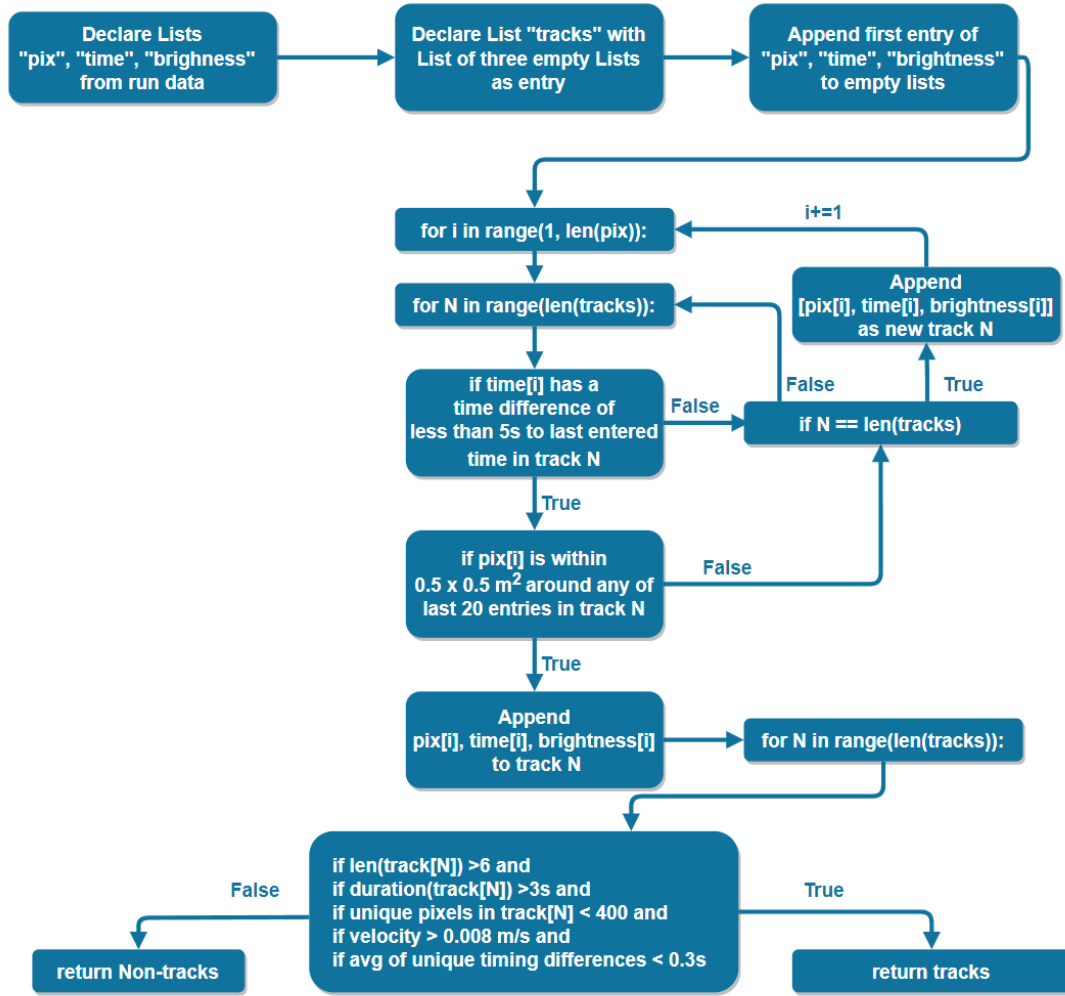 Declare Lists
"pix", "time", "brighness"
from run data
Declare List "tracks" with
List of three empty Lists
as entry
Append first entry of
"pix", "time", "brightness"
to empty lists
for i in range(1, len(pix)):
i+=1
Append
[pix[i], time[i], brightness[i]]
as new track N
for N in range(len(tracks)):
if time[i] has a
time difference of
less than 5s to last entered
time in track N
False
False
True
if N == len(tracks)
True
if pix[i] is within
0.5 x 0.5 m² around any of
last 20 entries in track N
False
True
Append
pix[i], time[i], brightness[i]
to track N
for N in range(len(tracks)):
if len(track[N]) >6 and
if duration(track[N]) >3s and
if unique pixels in track[N] < 400 and
if velocity > 0.008 m/s and
if avg of unique timing differences < 0.3s
False
True
return Non-tracks
return tracks